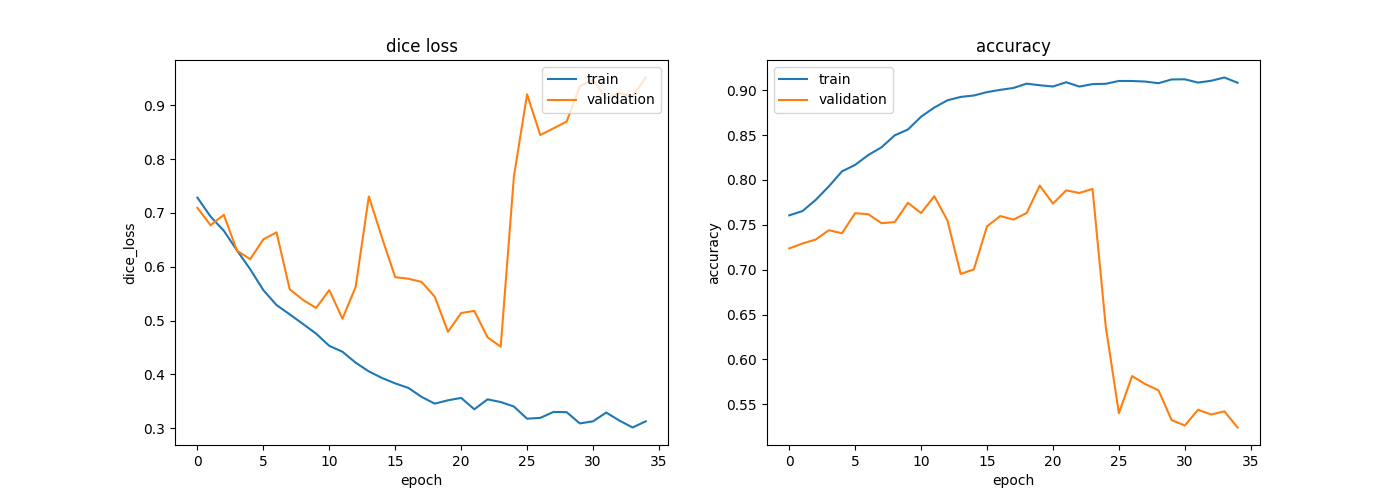 dice loss
train
validation
0.9
0.8
0.7
0.6
0.5
0.4
0.3
dice_loss
0 5 10 15 20 25 30 35
epoch
accuracy
train
validation
0.90
0.85
0.80
0.75
0.70
0.65
0.60
0.55
accuracy
0 5 10 15 20 25 30 35
epoch